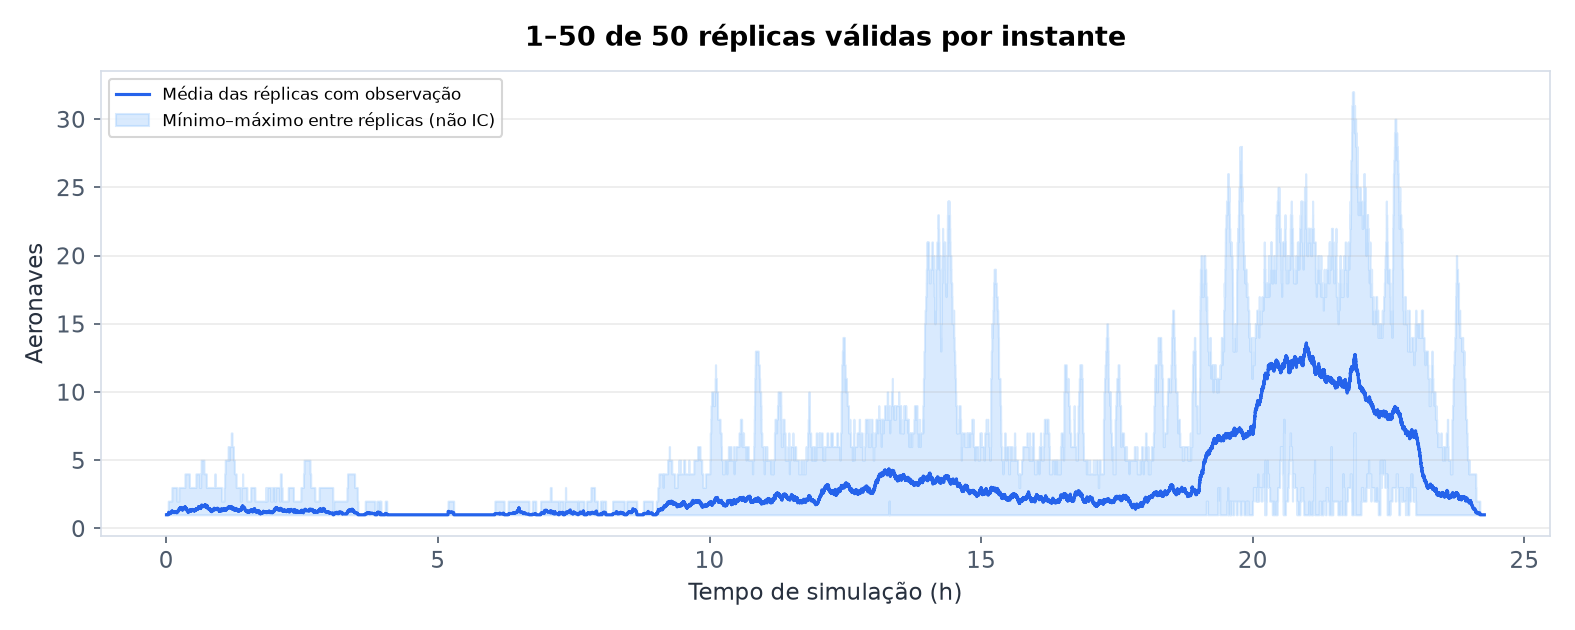 1–50 de 50 réplicas válidas por instante
Média das réplicas com observação
Mínimo–máximo entre réplicas (não IC)
Aeronaves
30
25
20
15
10
5
0
0 5 10 15 20 25
Tempo de simulação (h)